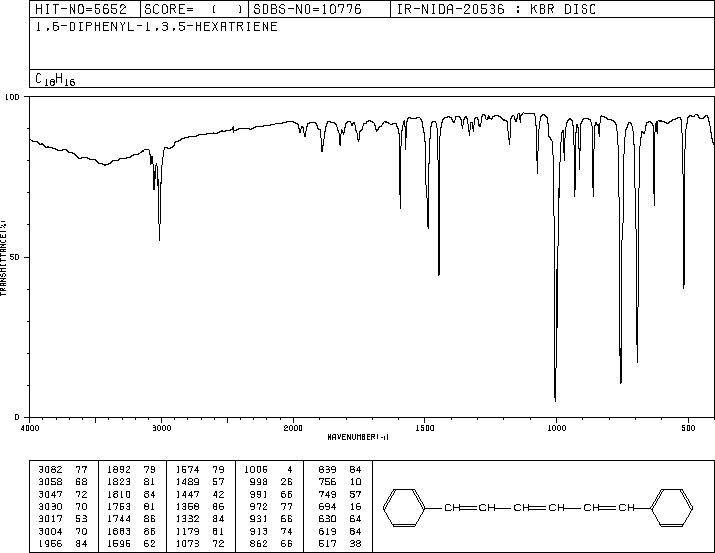 HIT-NO=5652 SCORE= ( ) SDBS-NO=10776 IR-NIDA-20536 : KBR DISC
1,6-DIPHENYL-1,3,5-HEXATRIENE
C18H16
100
50
0
TRANSMITTANCE(%)
4000 3000 2000 1500 1000 500
WAVENUMBER(-1)
3082 77 1892 79 1574 79 1006 4 839 84
3058 68 1823 81 1489 57 998 26 756 10
3047 72 1810 84 1447 42 991 66 749 57
3030 70 1753 81 1358 86 972 77 694 16
3017 53 1744 86 1332 84 931 66 630 64
3004 70 1683 86 1179 81 913 74 619 84
1956 84 1596 62 1073 72 862 66 517 38
CH=CH-CH=CH-CH=CH